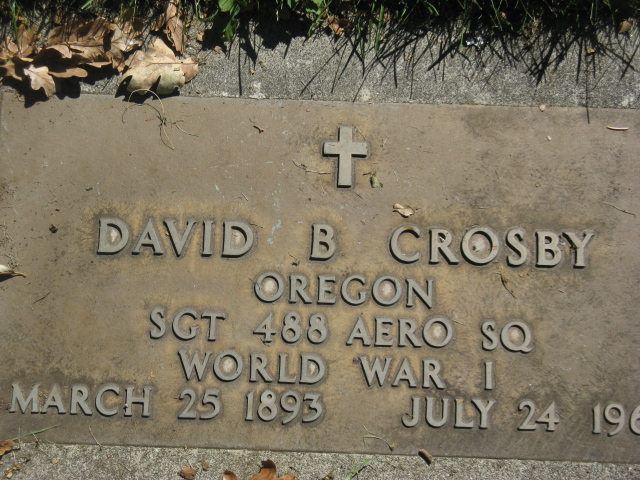 DAVID B CROSBY
OREGON
SGT 488 AERO SQ
WORLD WAR I
MARCH 25 1893 JULY 24